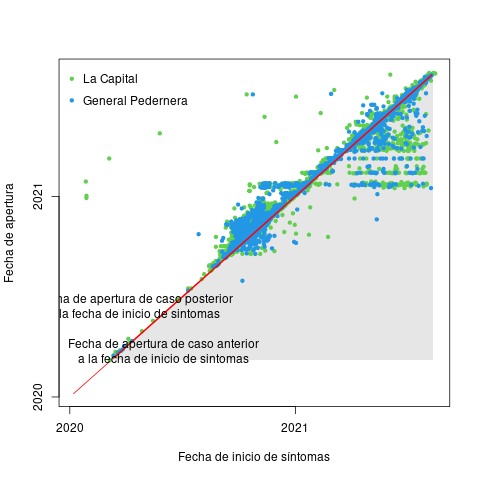 La Capital
General Pedernera
2021
Fecha de apertura
na de apertura de caso posterior
la fecha de inicio de sintomas
Fecha de apertura de caso anterior
a la fecha de inicio de sintomas
2020
2020
2021
Fecha de inicio de síntomas